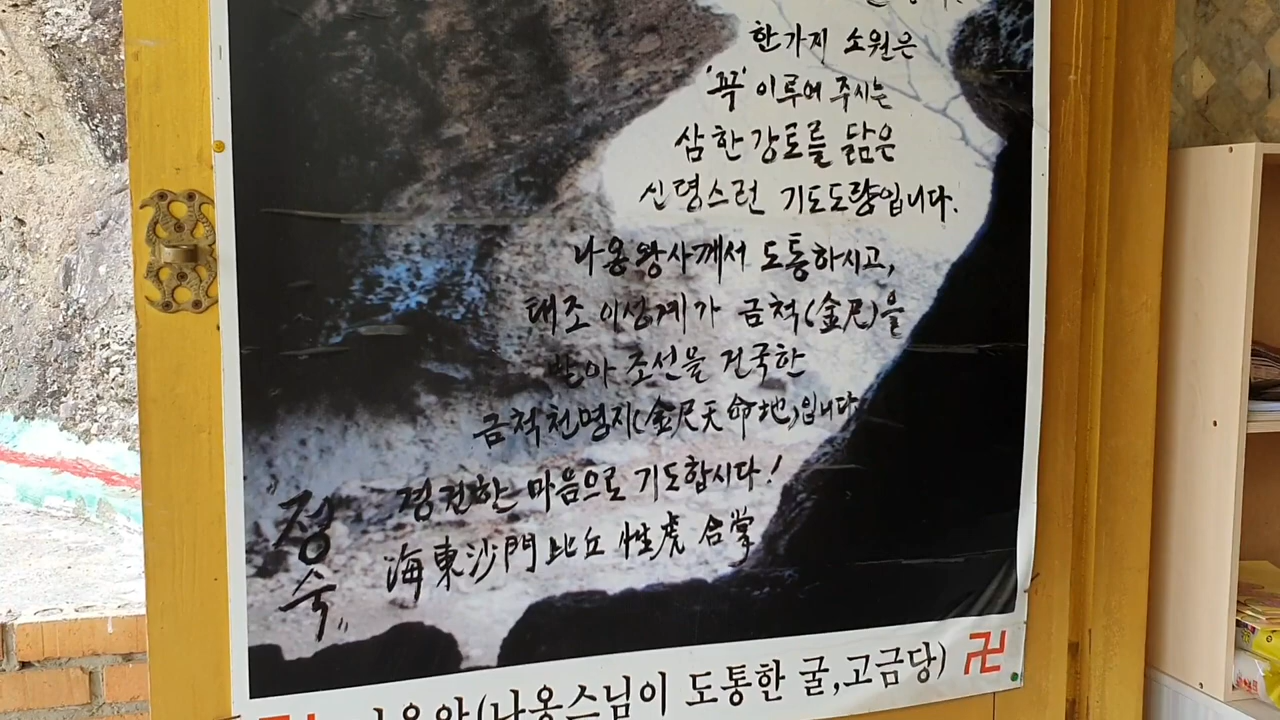 한가지 소원은
'꼭' 이루어 주시는
삼한강토를 닮은
신령스런 기도도량입니다.
나옹왕사께서 도통하시고,
태조 이성계가 금척(金尺)을
받아 조선을 건국한
금척천명지(金尺天命地)입니다
경건한 마음으로 기도합시다!
海東沙門 比丘 性虎 合掌
"정숙"
(나옹스님이 도통한 굴,고금당) 卍